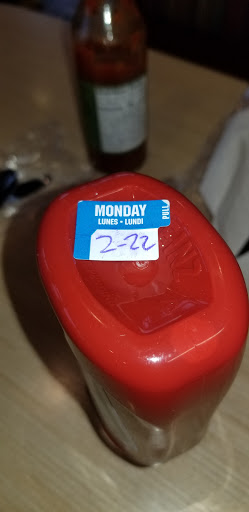 MONDAY
LUNES - LUNDI
PULL
2-22